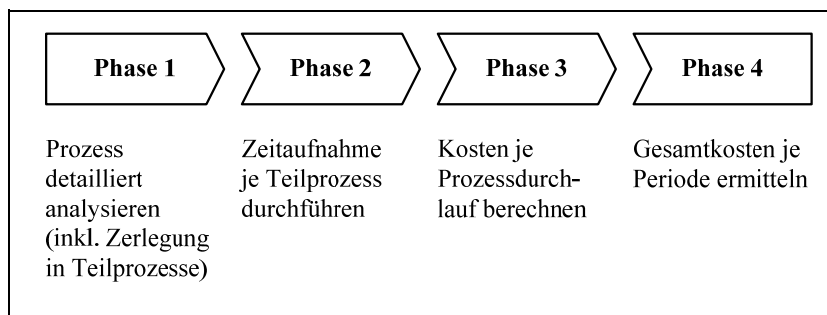 Phase 1
Phase 2
Phase 3
Phase 4
Prozess
detailliert
analysieren
(inkl. Zerlegung
in Teilprozesse)
Zeitaufnahme
je Teilprozess
durchführen
Kosten je
Prozessdurch-
lauf berechnen
Gesamtkosten je
Periode ermitteln